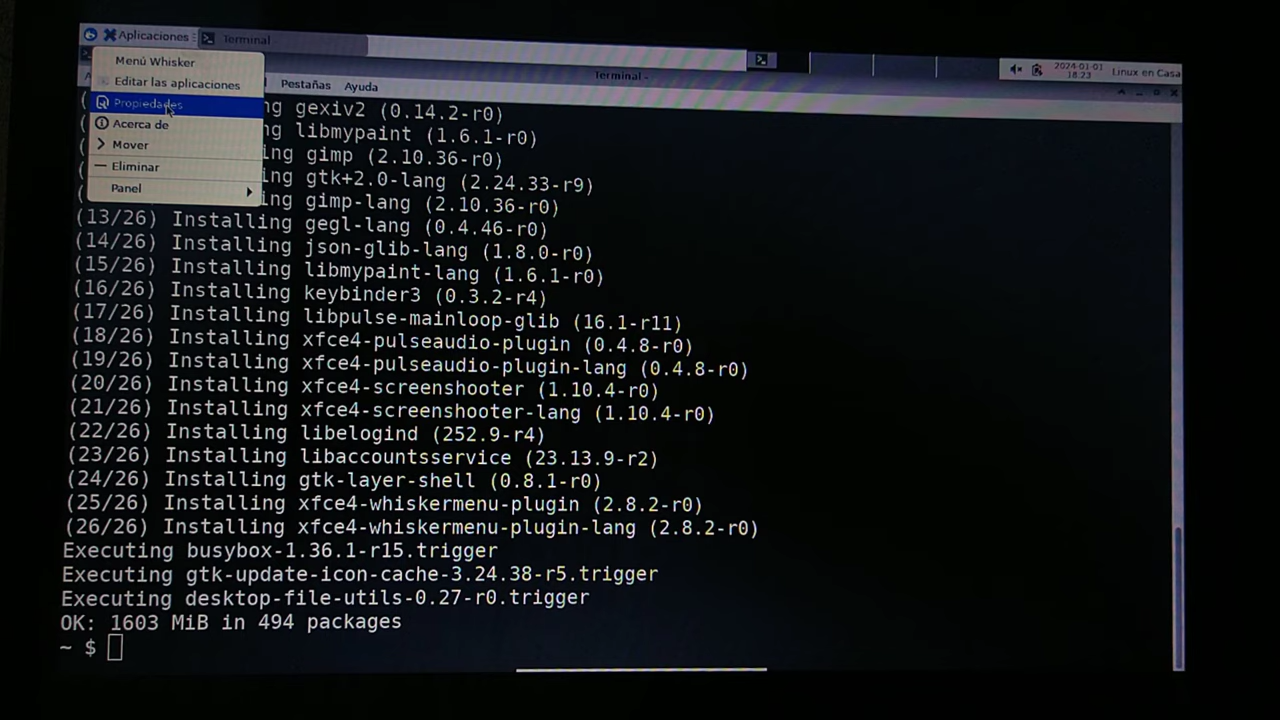 Aplicaciones
Terminal
2024-01-01
18:23
Linux en Casa
Menú Whisker
Editar las aplicaciones
Propiedades
Acerca de
Mover
Eliminar
Panel
Terminal -
Pestañas
Ayuda
ng gexiv2 (0.14.2-r0)
ng libmypaint (1.6.1-r0)
ing gimp (2.10.36-r0)
ing gtk+2.0-lang (2.24.33-r9)
ing gimp-lang (2.10.36-r0)
(13/26) Installing gegl-lang (0.4.46-r0)
(14/26) Installing json-glib-lang (1.8.0-r0)
(15/26) Installing libmypaint-lang (1.6.1-r0)
(16/26) Installing keybinder3 (0.3.2-r4)
(17/26) Installing libpulse-mainloop-glib (16.1-r11)
(18/26) Installing xfce4-pulseaudio-plugin (0.4.8-r0)
(19/26) Installing xfce4-pulseaudio-plugin-lang (0.4.8-r0)
(20/26) Installing xfce4-screenshooter (1.10.4-r0)
(21/26) Installing xfce4-screenshooter-lang (1.10.4-r0)
(22/26) Installing libelogind (252.9-r4)
(23/26) Installing libaccountsservice (23.13.9-r2)
(24/26) Installing gtk-layer-shell (0.8.1-r0)
(25/26) Installing xfce4-whiskermenu-plugin (2.8.2-r0)
(26/26) Installing xfce4-whiskermenu-plugin-lang (2.8.2-r0)
Executing busybox-1.36.1-r15.trigger
Executing gtk-update-icon-cache-3.24.38-r5.trigger
Executing desktop-file-utils-0.27-r0.trigger
OK: 1603 MiB in 494 packages
~ $